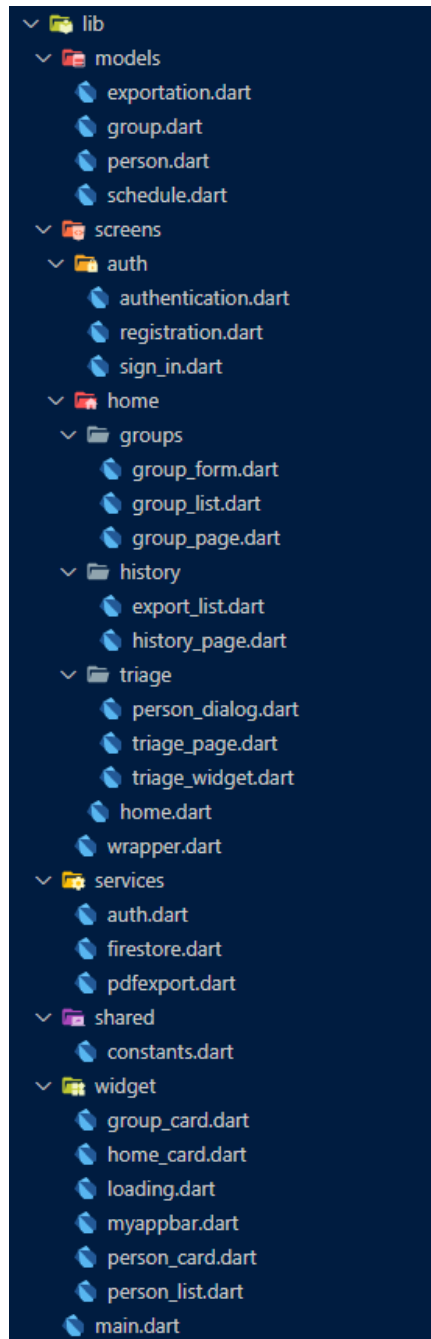 lib
models
exportation.dart
group.dart
person.dart
schedule.dart
screens
auth
authentication.dart
registration.dart
sign_in.dart
home
groups
group_form.dart
group_list.dart
group_page.dart
history
export_list.dart
history_page.dart
triage
person_dialog.dart
triage_page.dart
triage_widget.dart
home.dart
wrapper.dart
services
auth.dart
firestore.dart
pdfexport.dart
shared
constants.dart
widget
group_card.dart
home_card.dart
loading.dart
myappbar.dart
person_card.dart
person_list.dart
main.dart